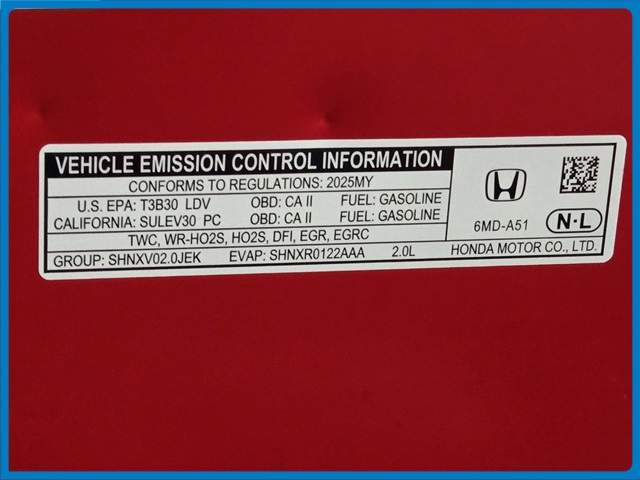 VEHICLE EMISSION CONTROL INFORMATION
CONFORMS TO REGULATIONS: 2025MY
U.S. EPA: T3B30 LDV OBD: CA II FUEL: GASOLINE
CALIFORNIA: SULEV30 PC OBD: CA II FUEL: GASOLINE
TWC, WR-HO2S, HO2S, DFI, EGR, EGRC
GROUP: SHNXV02.0JEK EVAP: SHNXR0122AAA 2.0L
6MD-A51
N·L
HONDA MOTOR CO., LTD.